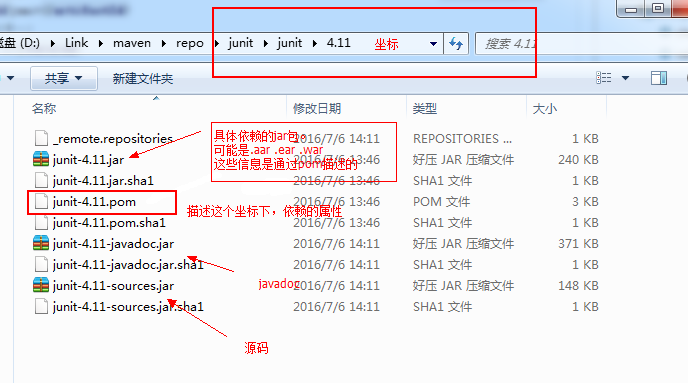 磁盘 (D:) ▸ Link ▸ maven ▸ repo ▸ junit ▸ junit ▸ 4.11 坐标 搜索 4.11
共享 新建文件夹
名称 修改日期 类型 大小
_remote.repositories 2016/7/6 14:11 REPOSITORIES ... 1 KB
具体依赖的jar包。
可能是.aar .ear .war
这些信息是通过pom描述的
junit-4.11.jar 2016/7/6 13:46 好压 JAR 压缩文件 240 KB
junit-4.11.jar.sha1 2016/7/6 13:46 SHA1 文件 1 KB
junit-4.11.pom 2016/7/6 13:46 POM 文件 3 KB
描述这个坐标下，依赖的属性
junit-4.11.pom.sha1 2016/7/6 13:46 SHA1 文件 1 KB
junit-4.11-javadoc.jar 2016/7/6 14:11 好压 JAR 压缩文件 371 KB
junit-4.11-javadoc.jar.sha1 2016/7/6 14:11 SHA1 文件 1 KB
javadoc
junit-4.11-sources.jar 2016/7/6 14:11 好压 JAR 压缩文件 148 KB
junit-4.11-sources.jar.sha1 2016/7/6 14:11 SHA1 文件 1 KB
源码